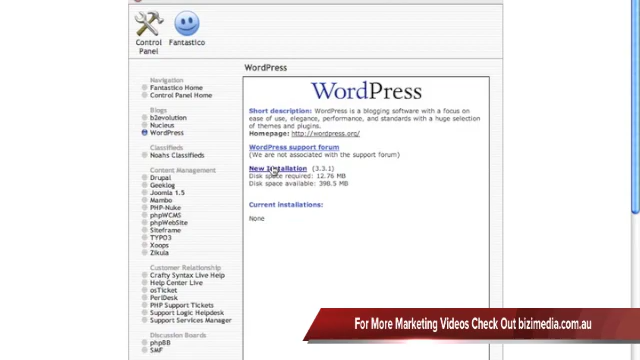 Control Panel
Fantastico
WordPress
Navigation
Fantastico Home
Control Panel Home
Blogs
b2evolution
Nucleus
WordPress
Classifieds
Noahs Classifieds
Content Management
Drupal
Geeklog
Joomla 1.5
Mambo
PHP-Nuke
phpWCMS
phpWebSite
Siteframe
TYPO3
Xoops
Zikula
Customer Relationship
Crafty Syntax Live Help
Help Center Live
osTicket
PerlDesk
PHP Support Tickets
Support Logic Helpdesk
Support Services Manager
Discussion Boards
phpBB
SMF
WordPress
Short description: WordPress is a blogging software with a focus on
ease of use, elegance, performance, and standards with a huge selection
of themes and plugins.
Homepage: http://wordpress.org/
WordPress support forum
(We are not associated with the support forum)
New Installation (3.3.1)
Disk space required: 12.76 MB
Disk space available: 398.5 MB
Current installations:
None
For More Marketing Videos Check Out bizimedia.com.au